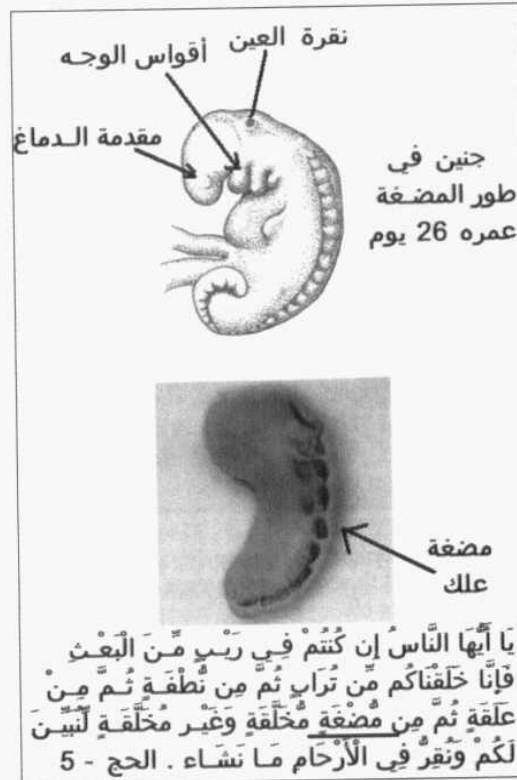 نقرة العين
أقواس الوجه
مقدمة الدماغ
جنين في
طور المضغة
عمره 26 يوم
مضغة
علك
يَا أَيُّهَا النَّاسُ إِن كُنتُمْ فِي رَيْبٍ مِّنَ الْبَعْثِ
فَإِنَّا خَلَقْنَاكُم مِّن تُرَابٍ ثُمَّ مِن نُّطْفَةٍ ثُمَّ مِنْ
عَلَقَةٍ ثُمَّ مِن مُّضْغَةٍ مُّخَلَّقَةٍ وَغَيْرِ مُخَلَّقَةٍ لِّنُبَيِّنَ
لَكُمْ وَنُقِرُّ فِي الْأَرْحَامِ مَا نَشَاء . الحج - 5